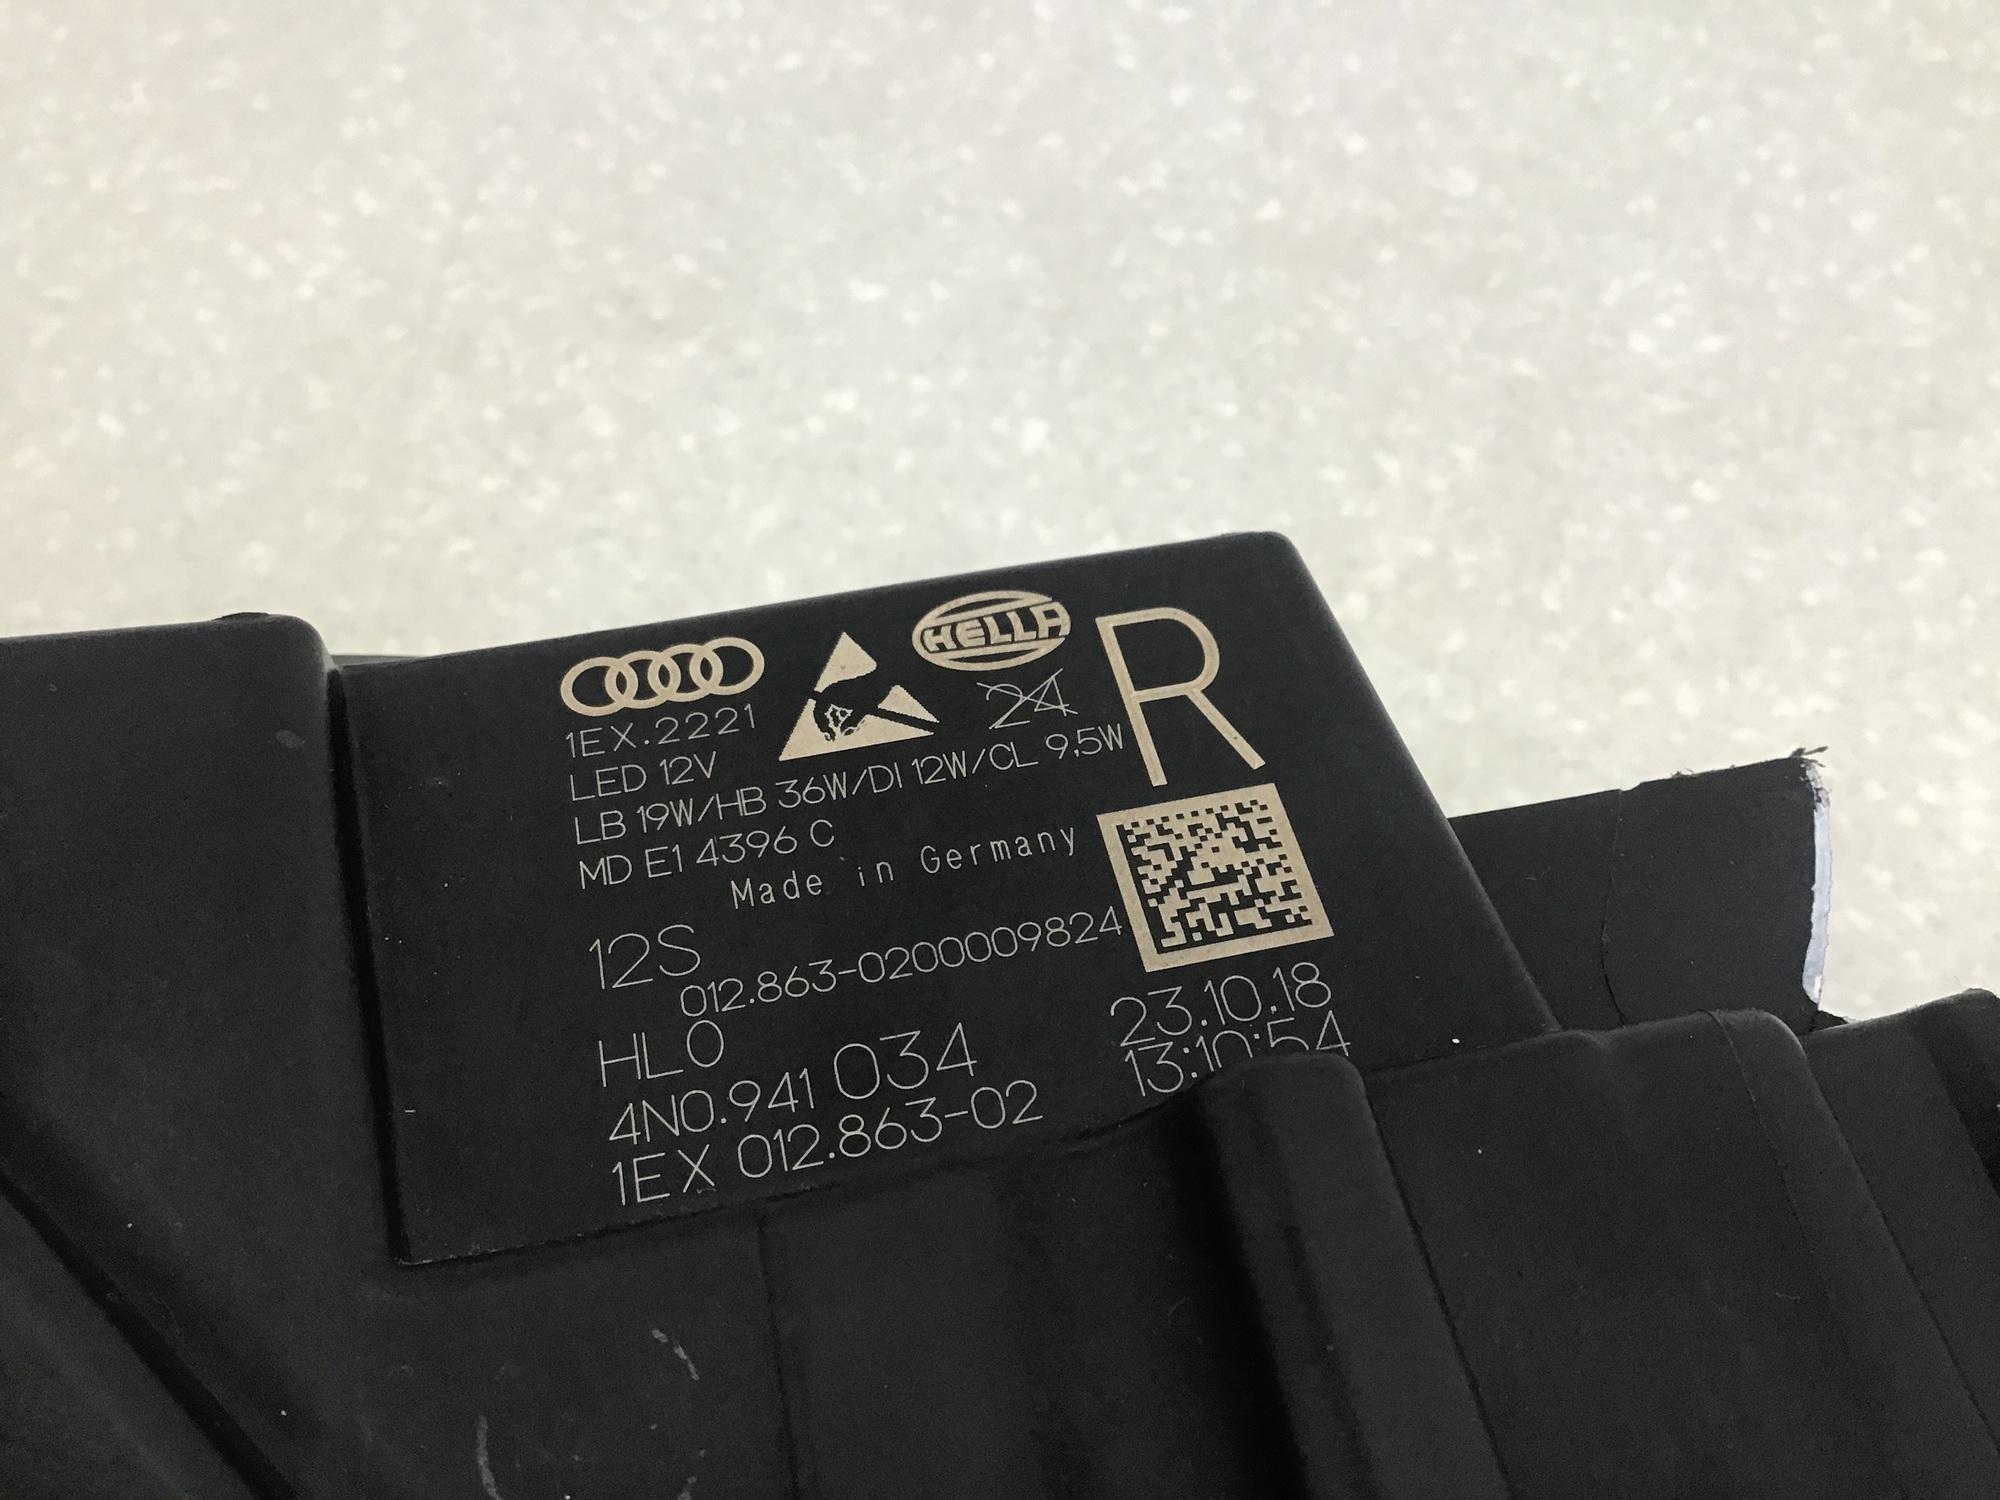 HELLA
R
24
1EX.2221
LED 12V
LB 19W/HB 36W/DI 12W/CL 9,5W
MD E1 4396 C
Made in Germany
12S
012.863-0200009824
HLO
4N0.941 034
1EX 012.863-02
23.10.18
13:10:54